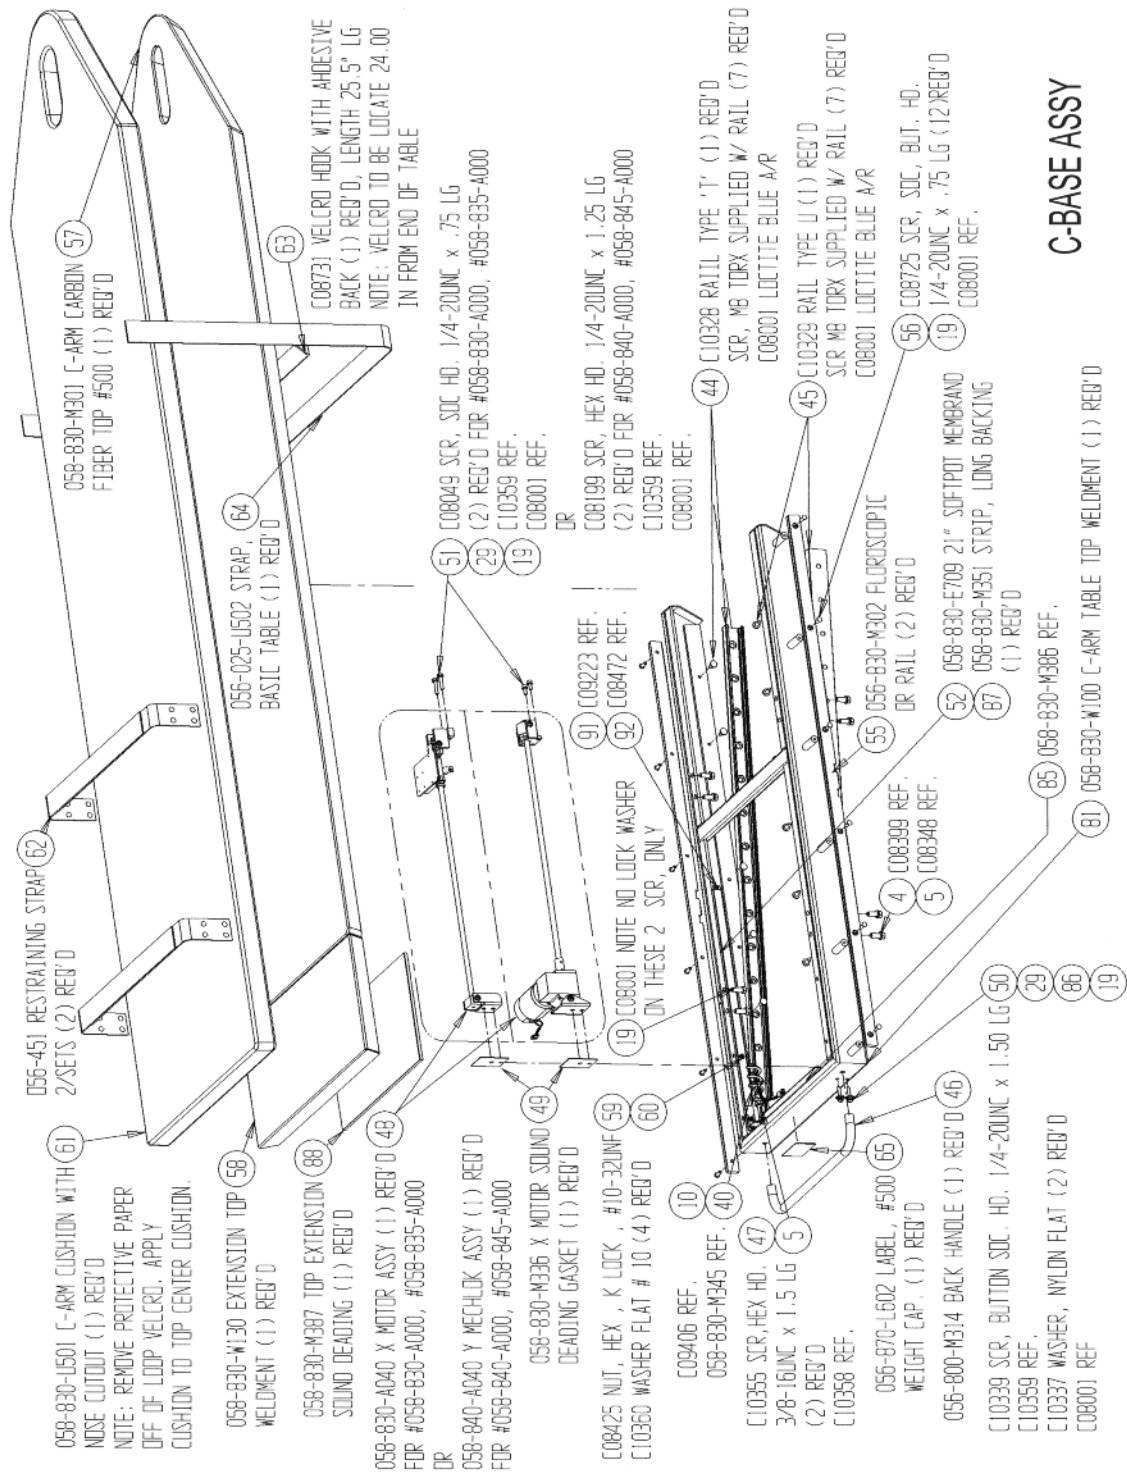 056-451 RESTRAINING STRAP 62
2/SETS (2) REQ'D
058-830-U501 C-ARM CUSHION WITH 61
NOSE CUTOUT (1) REQ'D
NOTE: REMOVE PROTECTIVE PAPER
OFF OF LOOP VELCRO. APPLY
CUSHION TO TOP CENTER CUSHION.
058-830-W130 EXTENSION TOP 58
WELDMENT (1) REQ'D
058-830-M387 TOP EXTENSION 88
SOUND DEADING (1) REQ'D
058-830-A040 X MOTOR ASSY (1) REQ'D 48
FOR #058-830-A000, #058-835-A000
OR
058-840-A040 Y MECHLOK ASSY (1) REQ'D
FOR #058-840-A000, #058-845-A000
058-830-M336 X MOTOR SOUND 49
DEADING GASKET (1) REQ'D
C08425 NUT, HEX, K LOCK, #10-32UNF 59
C10360 WASHER FLAT # 10 (4) REQ'D 60
C09406 REF. 10
058-830-M345 REF. 40
C10355 SCR,HEX HD. 47
3/8-16UNC x 1.5 LG 5
(2) REQ'D
C10358 REF.
056-870-L602 LABEL, #500 65
WEIGHT CAP. (1) REQ'D
056-800-M314 BACK HANDLE (1) REQ'D 46
C10339 SCR, BUTTON SOC. HD. 1/4-20UNC x 1.50 LG 50
C10359 REF. 29
C10337 WASHER, NYLON FLAT (2) REQ'D 86
C08001 REF 19
058-830-M301 C-ARM CARBON 57
FIBER TOP #500 (1) REQ'D
056-025-U502 STRAP, 64
BASIC TABLE (1) REQ'D
63
C08731 VELCRO HOOK WITH AHDESIVE
BACK (1) REQ'D, LENGTH 25.5" LG
NOTE: VELCRO TO BE LOCATE 24.00
IN FROM END OF TABLE
51 C08049 SCR, SOC HD. 1/4-20UNC x .75 LG
29 (2) REQ'D FOR #058-830-A000, #058-835-A000
19 C10359 REF.
C08001 REF.
OR
C08199 SCR, HEX HD. 1/4-20UNC x 1.25 LG
(2) REQ'D FOR #058-840-A000, #058-845-A000
C10359 REF.
C08001 REF.
91 C09223 REF.
92 C08472 REF.
19 C08001 NOTE NO LOCK WASHER
ON THESE 2 SCR, ONLY
44 C10328 RAIIL TYPE 'T' (1) REQ'D
SCR, M8 TORX SUPPLIED W/ RAIL (7) REQ'D
C08001 LOCTITE BLUE A/R
45 C10329 RAIL TYPE U (1) REQ'D
SCR M8 TORX SUPPLIED W/ RAIL (7) REQ'D
C08001 LOCTITE BLUE A/R
56 C08725 SCR, SOC, BUT. HD.
19 1/4-20UNC x .75 LG (12)REQ'D
C08001 REF.
55 056-830-M302 FLOROSCOPIC
OR RAIL (2) REQ'D
52 058-830-E709 21" SOFTPOT MEMBRAND
87 058-830-M351 STRIP, LONG BACKING
(1) REQ'D
85 058-830-M386 REF.
4 C08399 REF.
5 C08348 REF.
81 058-830-W100 C-ARM TABLE TOP WELDMENT (1) REQ'D
C-BASE ASSY